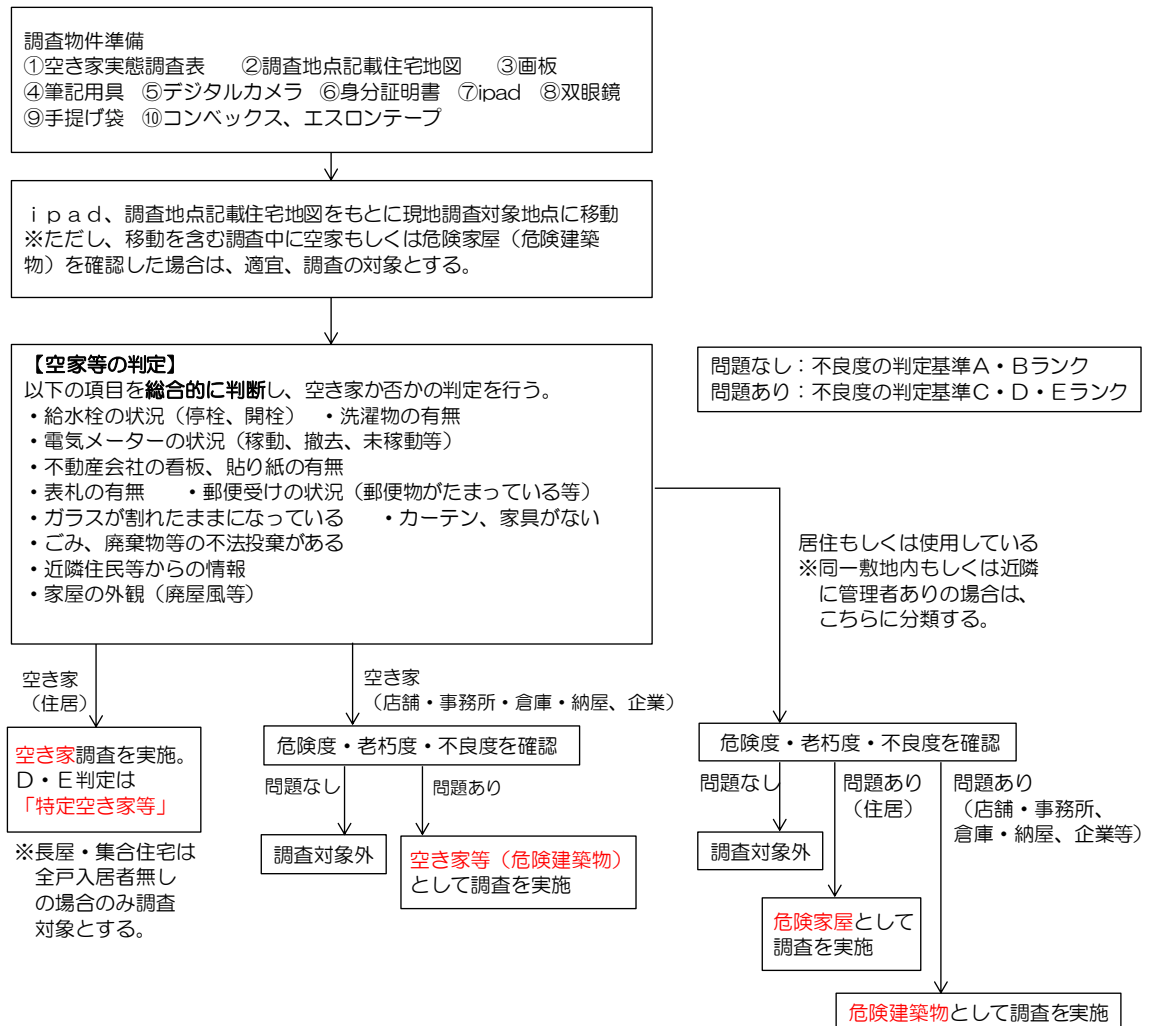 調査物件準備
①空き家実態調査表　②調査地点記載住宅地図　③画板
④筆記用具　⑤デジタルカメラ　⑥身分証明書　⑦ipad　⑧双眼鏡
⑨手提げ袋　⑩コンベックス、エスロンテープ
ｉｐａｄ、調査地点記載住宅地図をもとに現地調査対象地点に移動
※ただし、移動を含む調査中に空家もしくは危険家屋（危険建築
物）を確認した場合は、適宜、調査の対象とする。
【空家等の判定】
以下の項目を総合的に判断し、空き家か否かの判定を行う。
・給水栓の状況（停栓、開栓）　・洗濯物の有無
・電気メーターの状況（稼動、撤去、未稼動等）
・不動産会社の看板、貼り紙の有無
・表札の有無　・郵便受けの状況（郵便物がたまっている等）
・ガラスが割れたままになっている　・カーテン、家具がない
・ごみ、廃棄物等の不法投棄がある
・近隣住民等からの情報
・家屋の外観（廃屋風等）
問題なし：不良度の判定基準Ａ・Ｂランク
問題あり：不良度の判定基準Ｃ・Ｄ・Ｅランク
居住もしくは使用している
※同一敷地内もしくは近隣
に管理者ありの場合は、
こちらに分類する。
空き家
（住居）
空き家調査を実施。
Ｄ・Ｅ判定は
「特定空き家等」
※長屋・集合住宅は
全戸入居者無し
の場合のみ調査
対象とする。
空き家
（店舗・事務所・倉庫・納屋、企業）
危険度・老朽度・不良度を確認
問題なし
問題あり
調査対象外
空き家等（危険建築物）
として調査を実施
危険度・老朽度・不良度を確認
問題なし
問題あり
（住居）
問題あり
（店舗・事務所、
倉庫・納屋、企業等）
調査対象外
危険家屋として
調査を実施
危険建築物として調査を実施